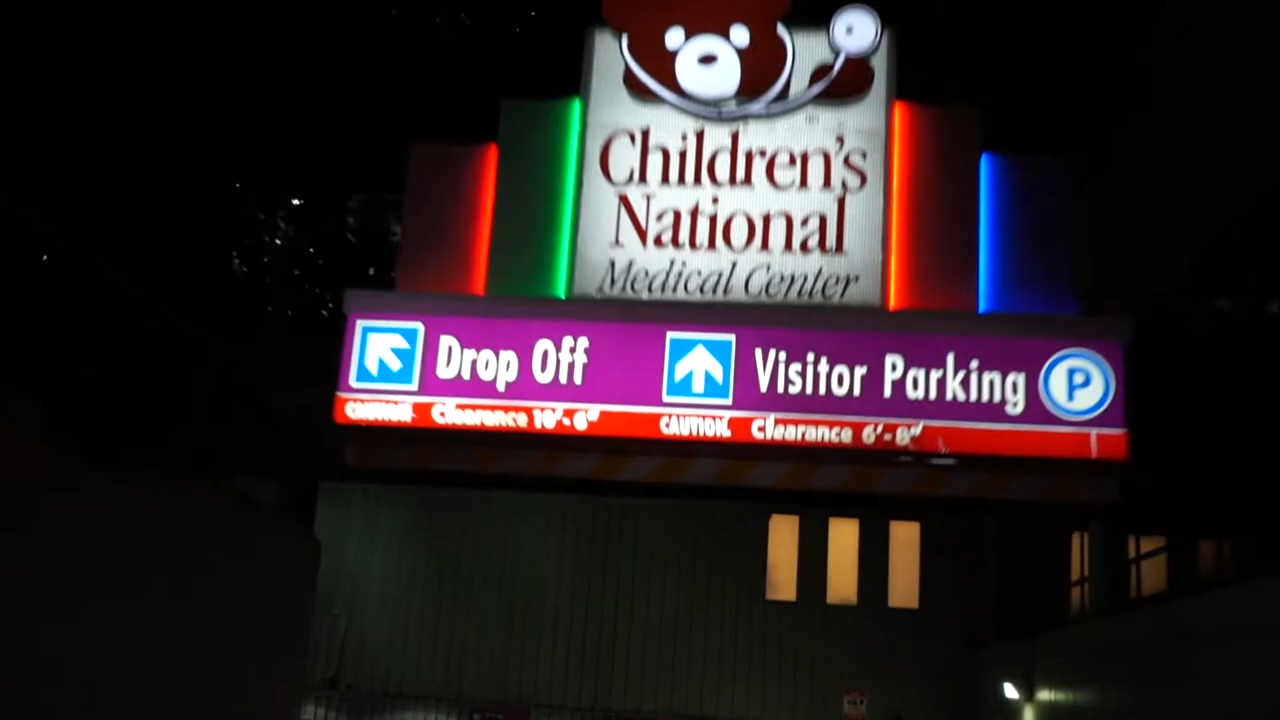 Children's
National
Medical Center
Drop Off
Visitor Parking P
CAUTION Clearance 10'-6"
CAUTION Clearance 6'-8"